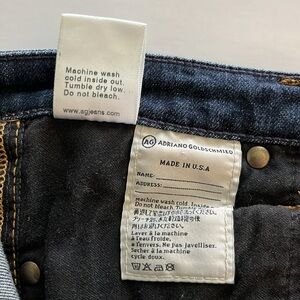 Machine wash
cold inside out.
Tumble dry low.
Do not bleach.
www.agjeans.com
AG ADRIANO GOLDSCHMIED
MADE IN U.S.A
NAME:
ADDRESS:
Machine wash cold Inside
Do not Bleach. Tumble
Laver à la machine
à l'eau froide,
à l'envers. Ne pas javelliser.
Sécher à la machine
cycle doux.